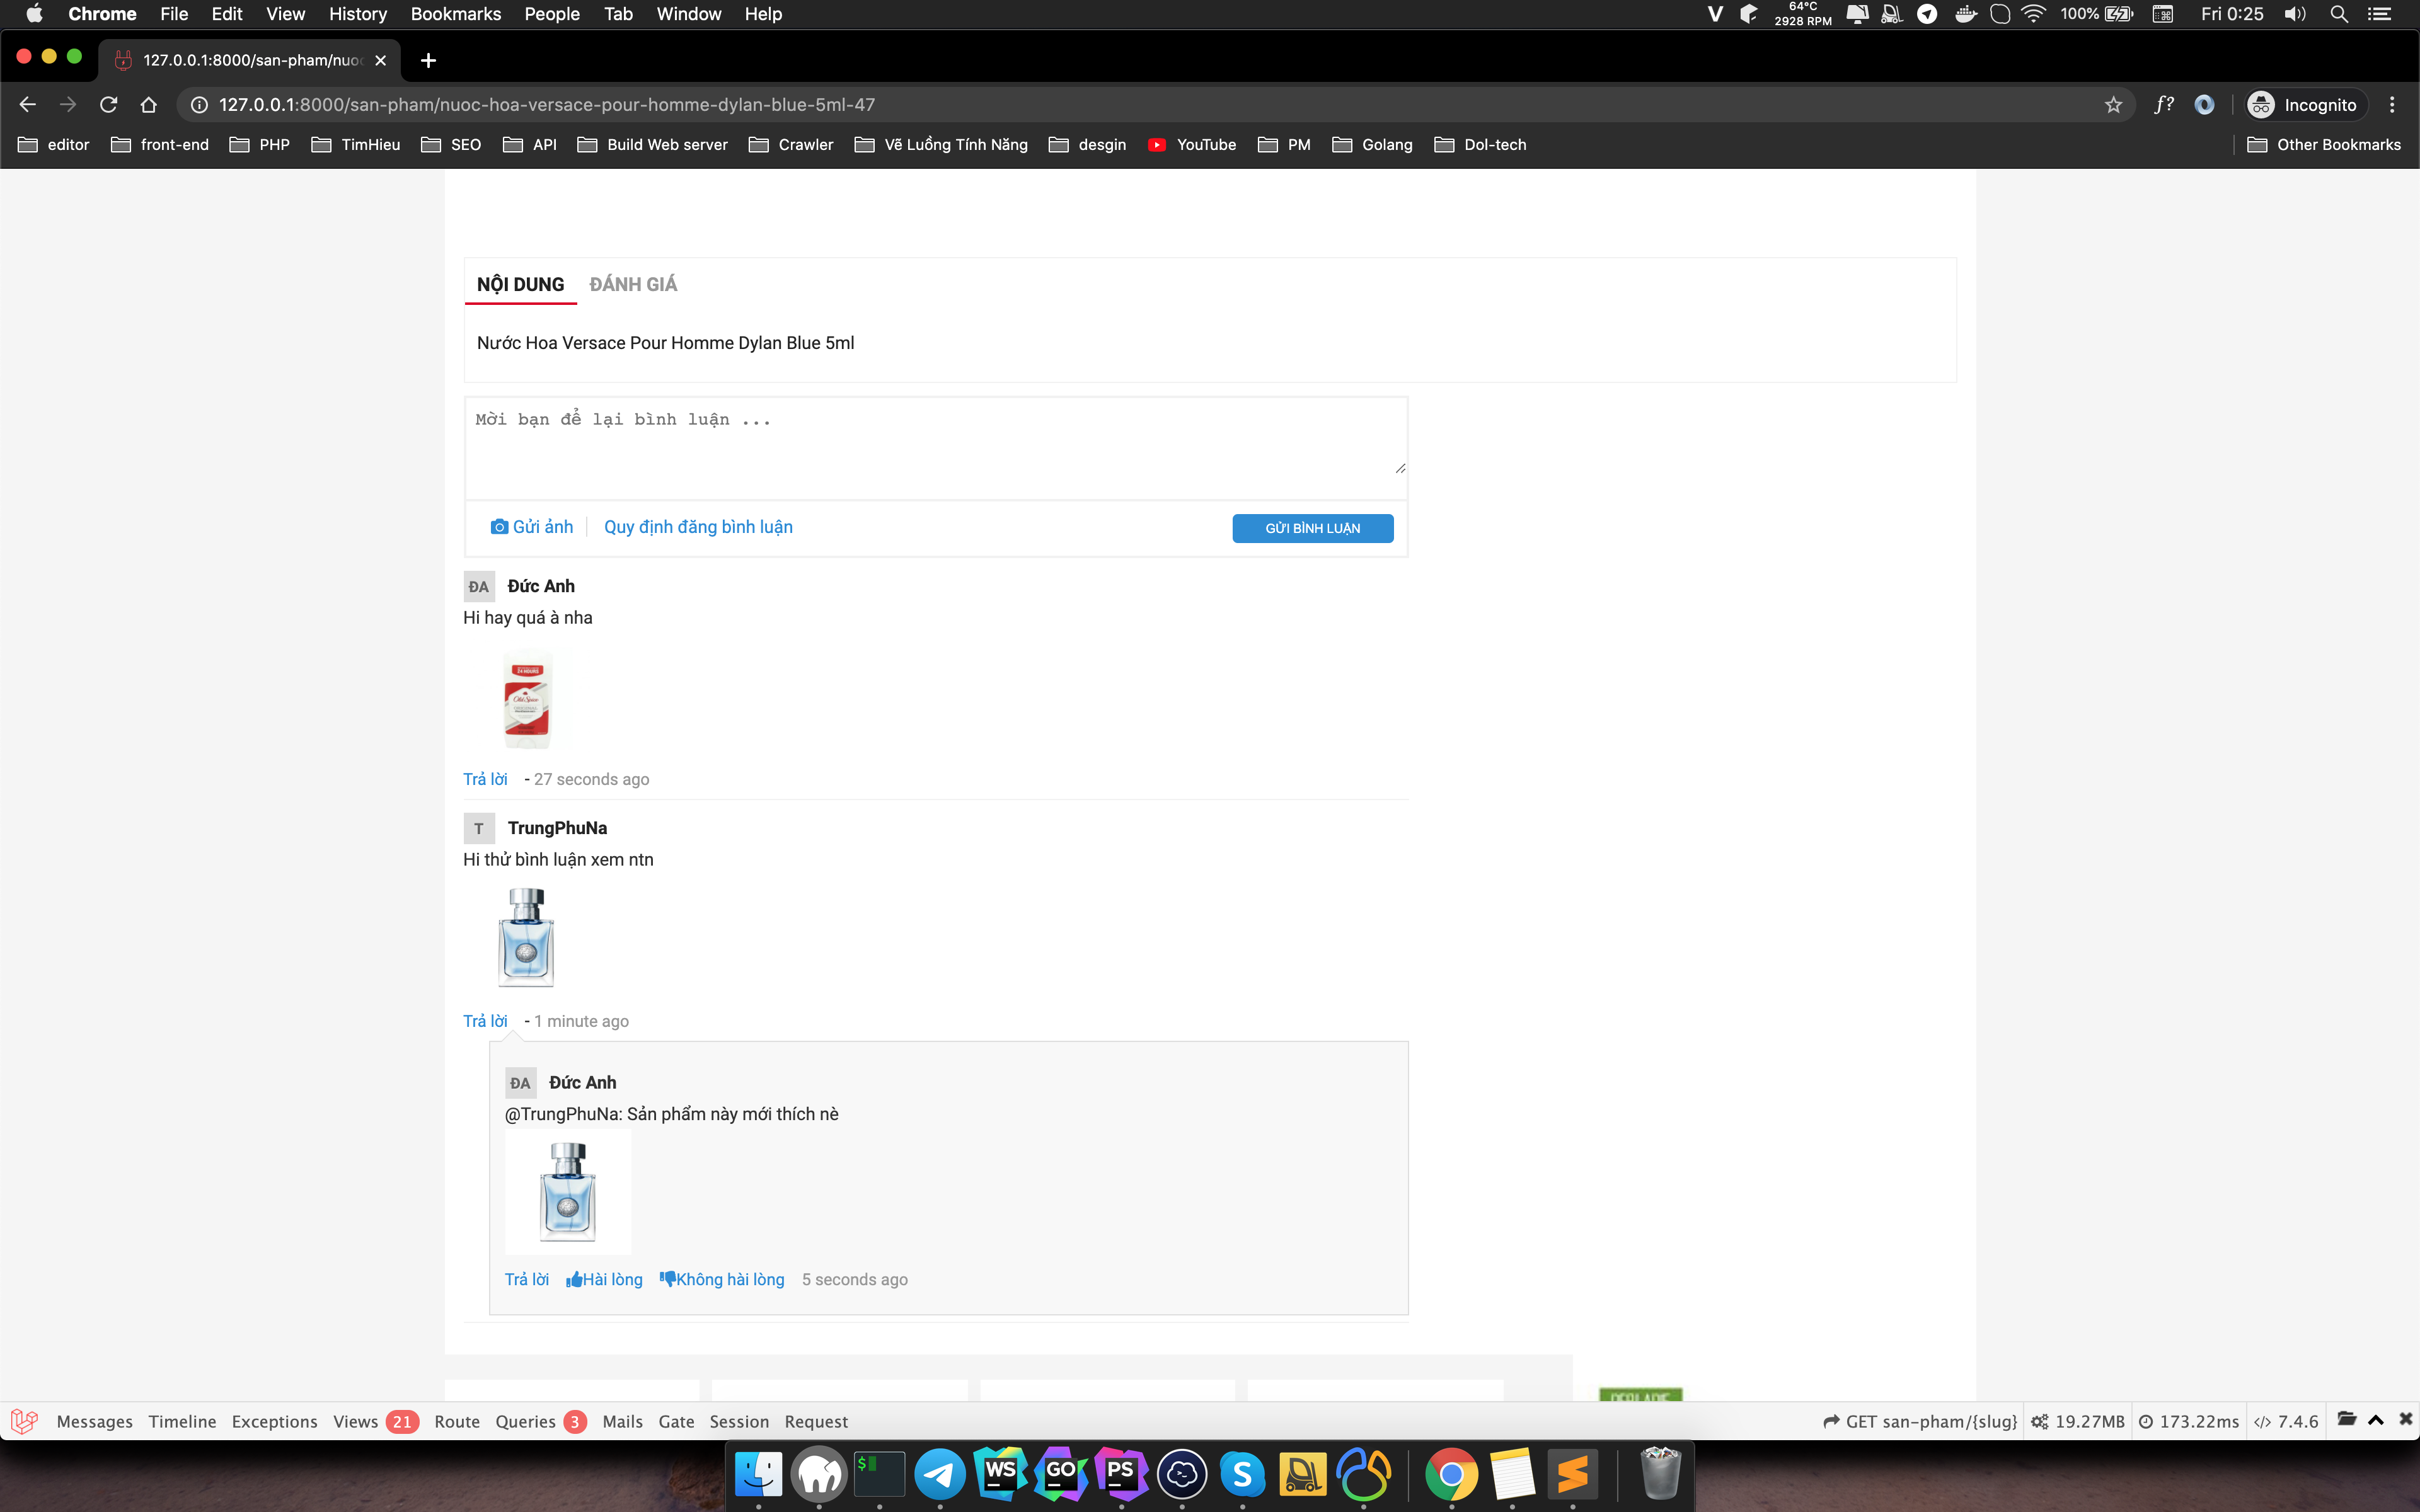 Chrome File Edit View History Bookmarks People Tab Window Help
64°C
2928 RPM
100%
Fri 0:25
127.0.0.1:8000/san-pham/nuoc
127.0.0.1:8000/san-pham/nuoc-hoa-versace-pour-homme-dylan-blue-5ml-47
f?
Incognito
editor front-end PHP TimHieu SEO API Build Web server Crawler Vẽ Luồng Tính Năng desgin YouTube PM Golang Dol-tech Other Bookmarks
NỘI DUNG ĐÁNH GIÁ
Nước Hoa Versace Pour Homme Dylan Blue 5ml
Mời bạn để lại bình luận ...
Gửi ảnh Quy định đăng bình luận GỬI BÌNH LUẬN
ĐA Đức Anh
Hi hay quá à nha
24 HOURS
Old Spice
Trả lời - 27 seconds ago
T TrungPhuNa
Hi thử bình luận xem ntn
Trả lời - 1 minute ago
ĐA Đức Anh
@TrungPhuNa: Sản phẩm này mới thích nè
Trả lời Hài lòng Không hài lòng 5 seconds ago
Messages Timeline Exceptions Views 21 Route Queries 3 Mails Gate Session Request GET san-pham/{slug} 19.27MB 173.22ms 7.4.6
$ WS GO PS S